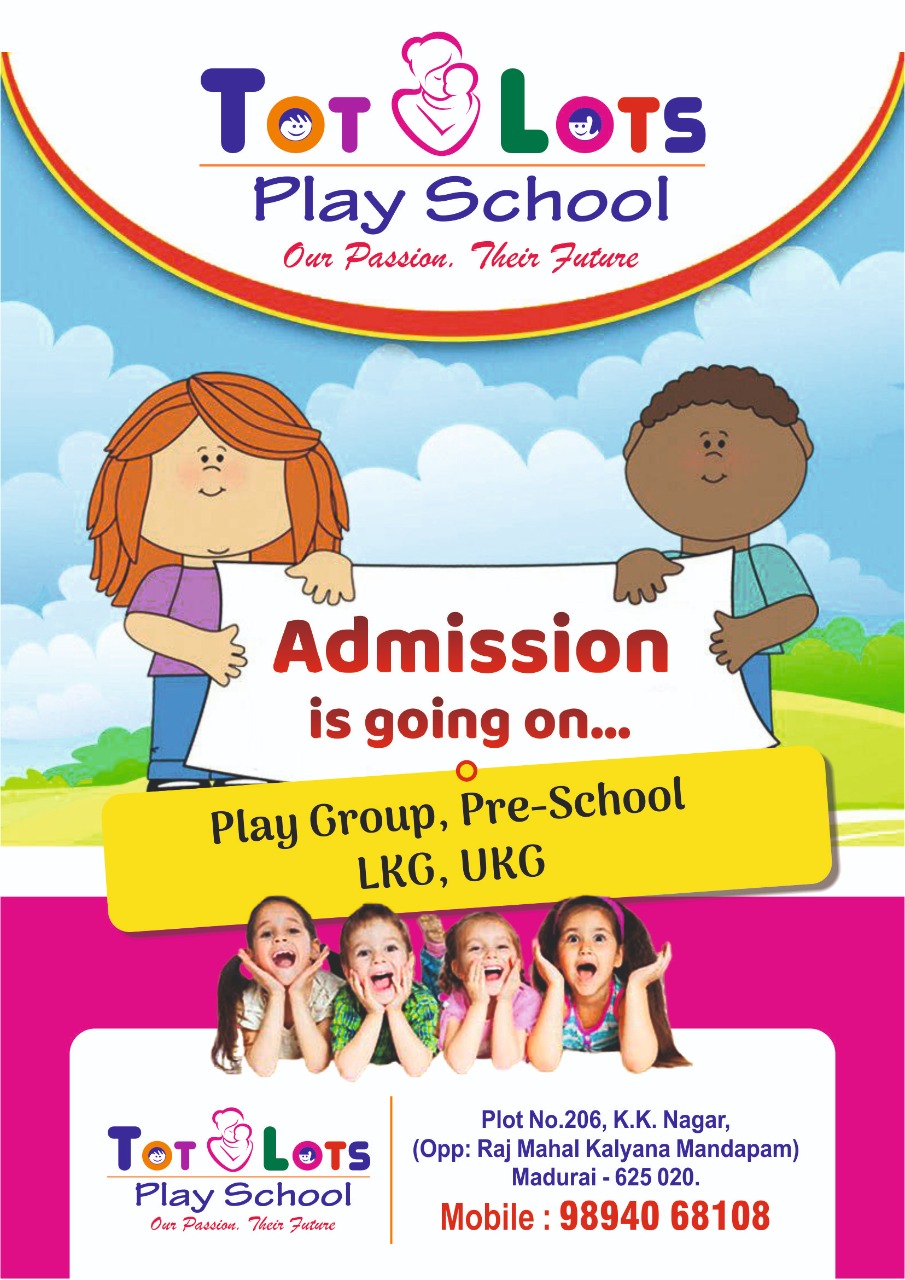 Tot Lots
Play School
Our Passion. Their Future
Admission
is going on...
Play Group, Pre-School
LKG, UKG
Tot Lots
Play School
Our Passion. Their Future
Plot No.206, K.K. Nagar,
(Opp: Raj Mahal Kalyana Mandapam)
Madurai - 625 020.
Mobile : 98940 68108